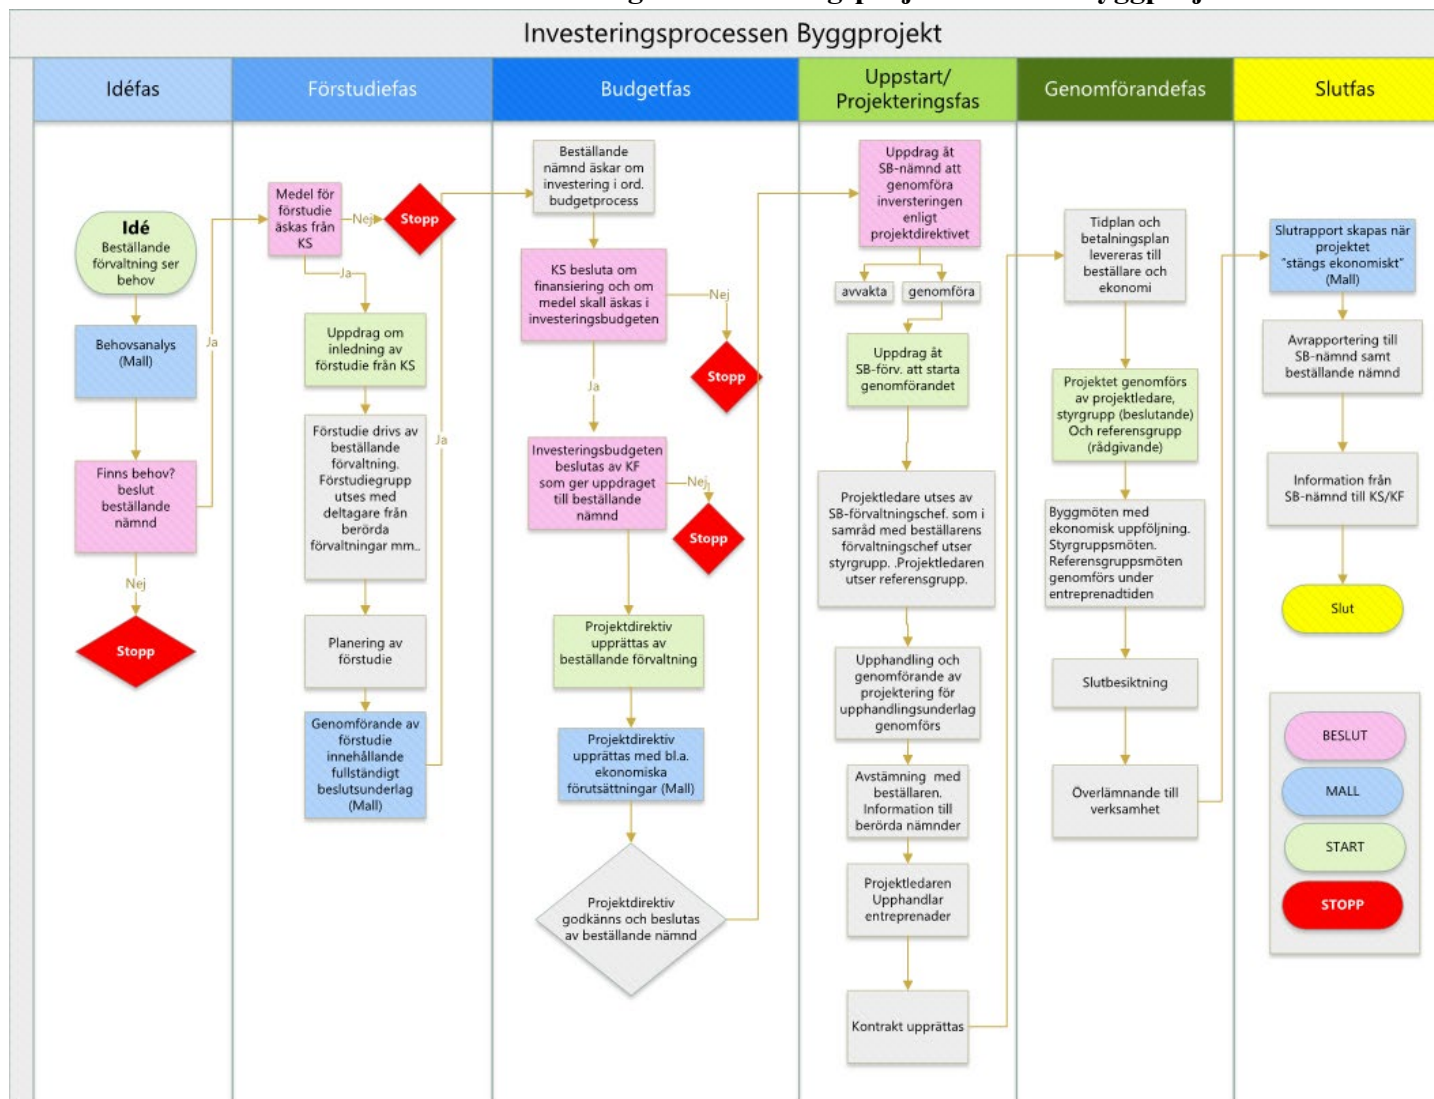 Investeringsprocessen Byggprojekt
Idéfas
Förstudiefas
Budgetfas
Uppstart/
Projekteringsfas
Genomförandefas
Slutfas
Idé
Beställande
förvaltning ser
behov
Behovsanalys
(Mall)
Finns behov?
beslut
beställande
nämnd
Ja
Nej
Stopp
Medel för
förstudie
äskas från
KS
Nej
Stopp
Ja
Uppdrag om
inledning av
förstudie från KS
Förstudie drivs av
beställande
förvaltning.
Förstudiegrupp
utses med
deltagare från
berörda
förvaltningar mm..
Planering av
förstudie
Genomförande av
förstudie
innehållande
fullständigt
beslutsunderlag
(Mall)
Ja
Beställande
nämnd äskar om
investering i ord.
budgetprocess
KS besluta om
finansiering och om
medel skall äskas i
investeringsbudgeten
Nej
Stopp
Ja
Investeringsbudgeten
beslutas av KF
som ger uppdraget
till beställande
nämnd
Nej
Stopp
Projektdirektiv
upprättas av
beställande förvaltning
Projektdirektiv
upprättas med bl.a.
ekonomiska
förutsättningar (Mall)
Projektdirektiv
godkänns och beslutas
av beställande nämnd
Uppdrag åt
SB-nämnd att
genomföra
inversteringen
enligt
projektdirektivet
avvakta
genomföra
Uppdrag åt
SB-förv. att starta
genomförandet
Projektledare utses av
SB-förvaltningschef. som i
samråd med beställarens
förvaltningschef utser
styrgrupp. .Projektledaren
utser referensgrupp.
Upphandling och
genomförande av
projektering för
upphandlingsunderlag
genomförs
Avstämning med
beställaren.
Information till
berörda nämnder
Projektledaren
Upphandlar
entreprenader
Kontrakt upprättas
Tidplan och
betalningsplan
levereras till
beställare och
ekonomi
Projektet genomförs
av projektledare,
styrgrupp (beslutande)
Och referensgrupp
(rådgivande)
Byggmöten med
ekonomisk uppföljning.
Styrgruppsmöten.
Referensgruppsmöten
genomförs under
entreprenadtiden
Slutbesiktning
Överlämnande till
verksamhet
Slutrapport skapas när
projektet
"stängs ekonomiskt"
(Mall)
Avrapportering till
SB-nämnd samt
beställande nämnd
Information från
SB-nämnd till KS/KF
Slut
BESLUT
MALL
START
STOPP